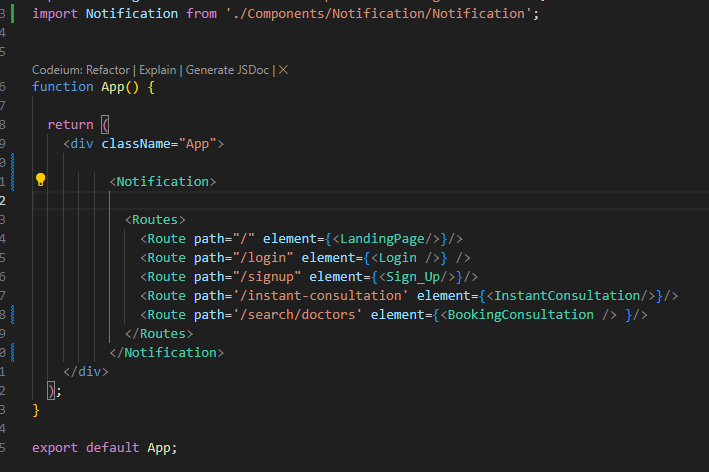 3 import Notification from './Components/Notification/Notification';
4
5
Codeium: Refactor | Explain | Generate JSDoc | ×
6 function App() {
7
8 return (
9 <div className="App">
0
1 <Notification>
2
3 <Routes>
4 <Route path="/" element={<LandingPage/>}/>
5 <Route path="/login" element={<Login />} />
6 <Route path="/signup" element={<Sign_Up/>}/>
7 <Route path='/instant-consultation' element={<InstantConsultation/>}/>
8 <Route path='/search/doctors' element={<BookingConsultation /> }/>
9 </Routes>
0 </Notification>
1 </div>
2 );
3 }
4
5 export default App;